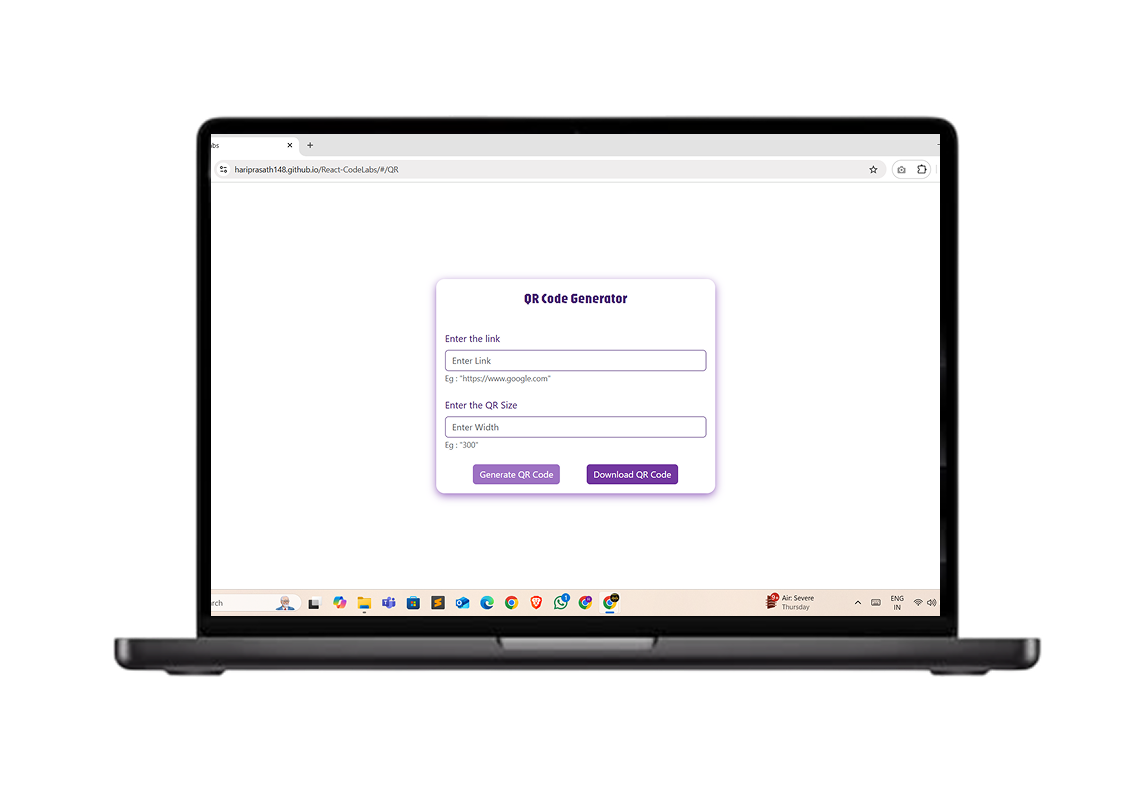 abs
hariprasath148.github.io/React-CodeLabs/#/QR
QR Code Generator
Enter the link
Enter Link
Eg : "https://www.google.com"
Enter the QR Size
Enter Width
Eg : "300"
Generate QR Code Download QR Code
rch
1
9+
Air: Severe
Thursday
ENG
IN